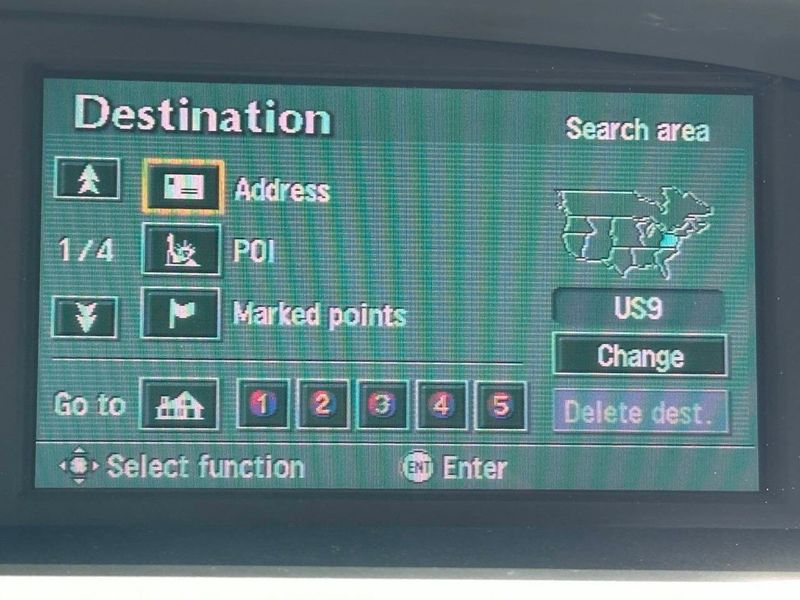 Destination
Search area
Address
1/4
POI
Marked points
US9
Change
Go to 1 2 3 4 5
Delete dest.
Select function
ENT Enter